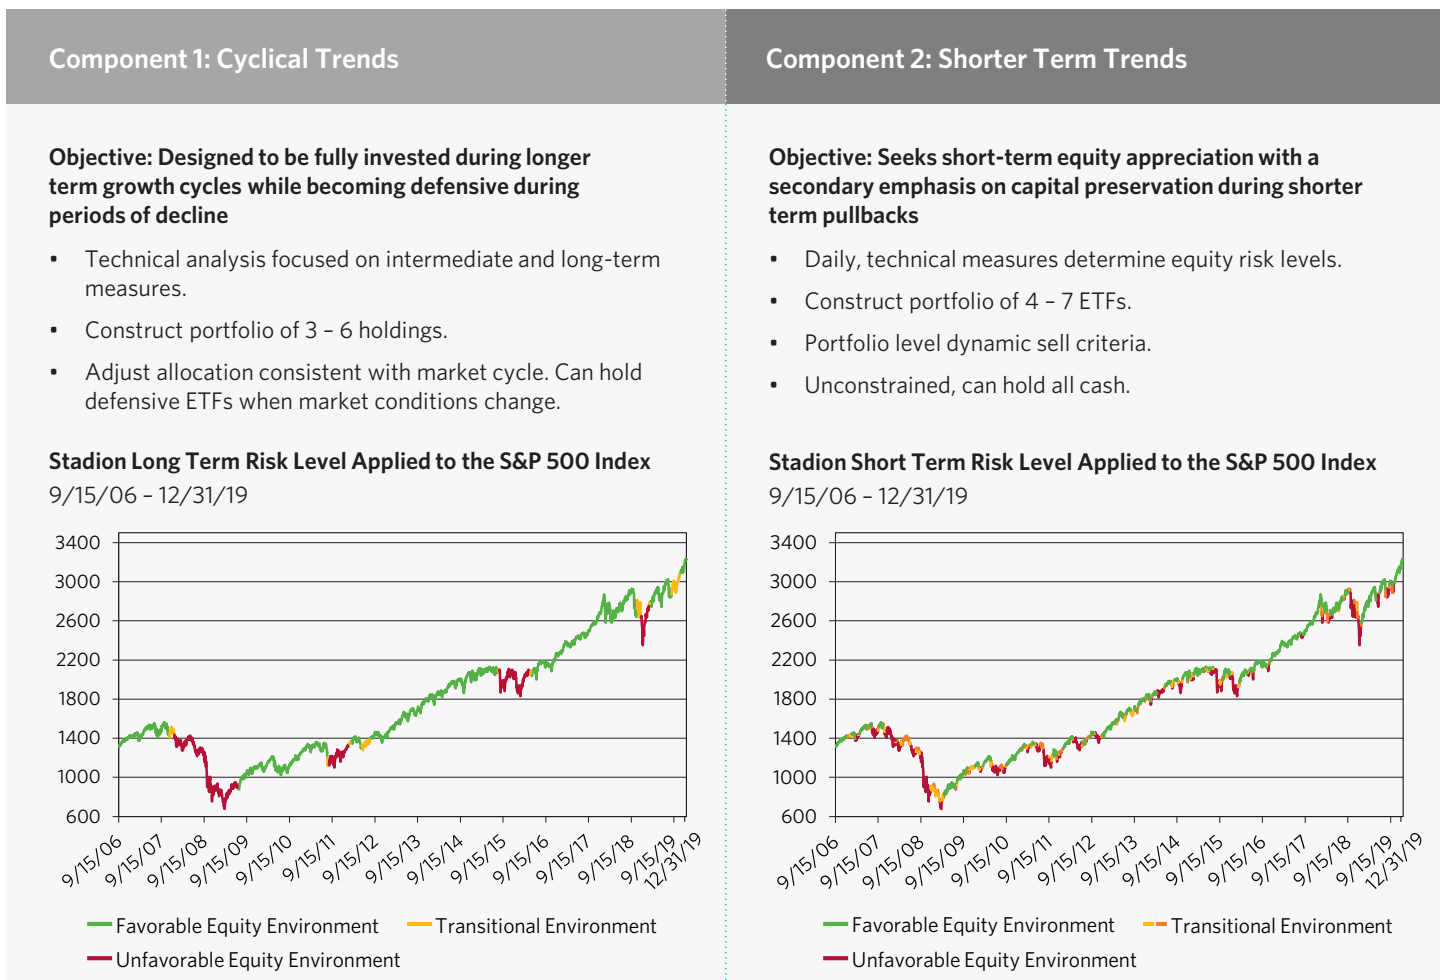 Component 1: Cyclical Trends
Objective: Designed to be fully invested during longer
term growth cycles while becoming defensive during
periods of decline
• Technical analysis focused on intermediate and long-term
measures.
• Construct portfolio of 3 – 6 holdings.
• Adjust allocation consistent with market cycle. Can hold
defensive ETFs when market conditions change.
Stadion Long Term Risk Level Applied to the S&P 500 Index
9/15/06 – 12/31/19
3400
3000
2600
2200
1800
1400
1000
600
9/15/06
9/15/07
9/15/08
9/15/09
9/15/10
9/15/11
9/15/12
9/15/13
9/15/14
9/15/15
9/15/16
9/15/17
9/15/18
9/15/19
12/31/19
Favorable Equity Environment
Transitional Environment
Unfavorable Equity Environment
Component 2: Shorter Term Trends
Objective: Seeks short-term equity appreciation with a
secondary emphasis on capital preservation during shorter
term pullbacks
• Daily, technical measures determine equity risk levels.
• Construct portfolio of 4 – 7 ETFs.
• Portfolio level dynamic sell criteria.
• Unconstrained, can hold all cash.
Stadion Short Term Risk Level Applied to the S&P 500 Index
9/15/06 – 12/31/19
3400
3000
2600
2200
1800
1400
1000
600
9/15/06
9/15/07
9/15/08
9/15/09
9/15/10
9/15/11
9/15/12
9/15/13
9/15/14
9/15/15
9/15/16
9/15/17
9/15/18
9/15/19
12/31/19
Favorable Equity Environment
Transitional Environment
Unfavorable Equity Environment